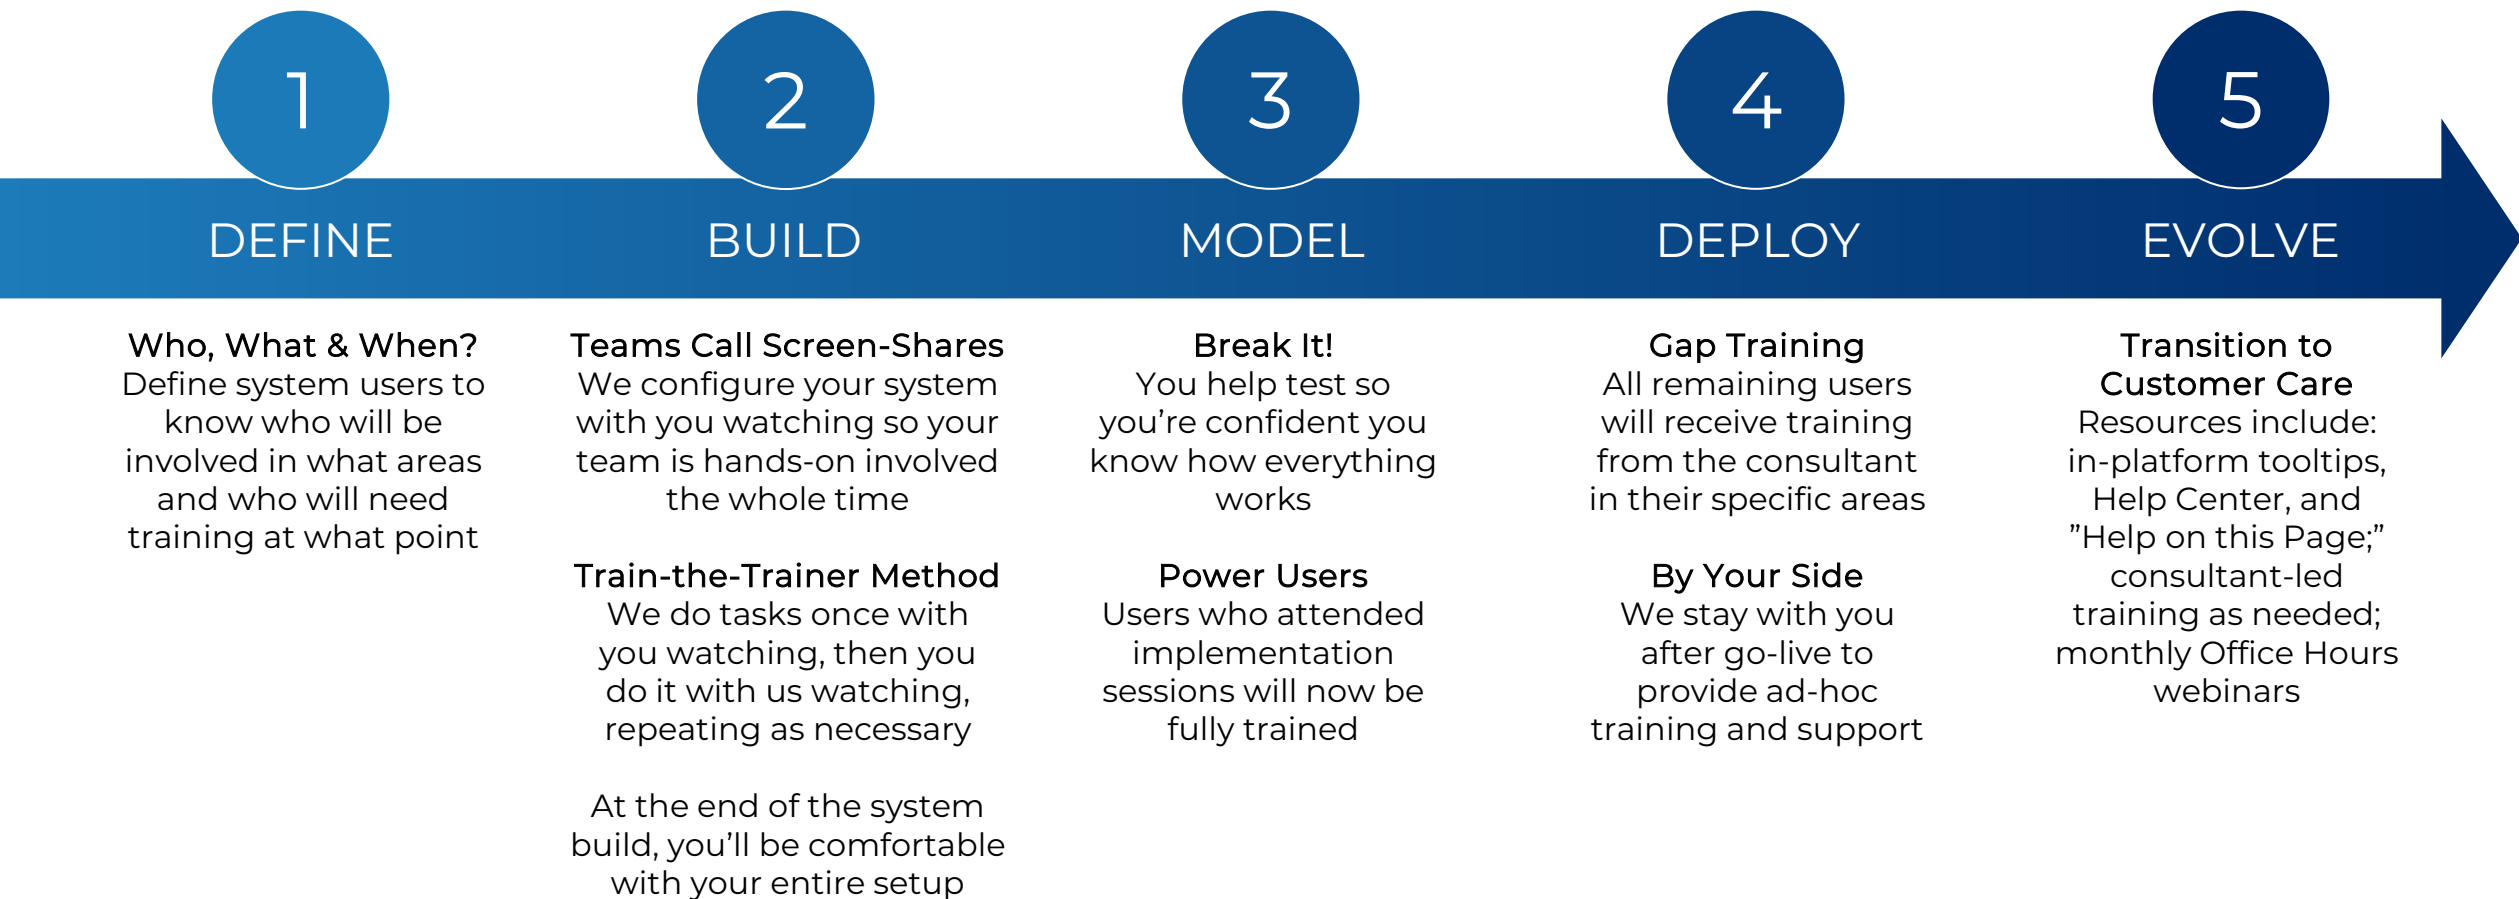 1
DEFINE
Who, What & When?
Define system users to
know who will be
involved in what areas
and who will need
training at what point
2
BUILD
Teams Call Screen-Shares
We configure your system
with you watching so your
team is hands-on involved
the whole time
Train-the-Trainer Method
We do tasks once with
you watching, then you
do it with us watching,
repeating as necessary
At the end of the system
build, you’ll be comfortable
with your entire setup
3
MODEL
Break It!
You help test so
you’re confident you
know how everything
works
Power Users
Users who attended
implementation
sessions will now be
fully trained
4
DEPLOY
Gap Training
All remaining users
will receive training
from the consultant
in their specific areas
By Your Side
We stay with you
after go-live to
provide ad-hoc
training and support
5
EVOLVE
Transition to
Customer Care
Resources include:
in-platform tooltips,
Help Center, and
”Help on this Page;”
consultant-led
training as needed;
monthly Office Hours
webinars